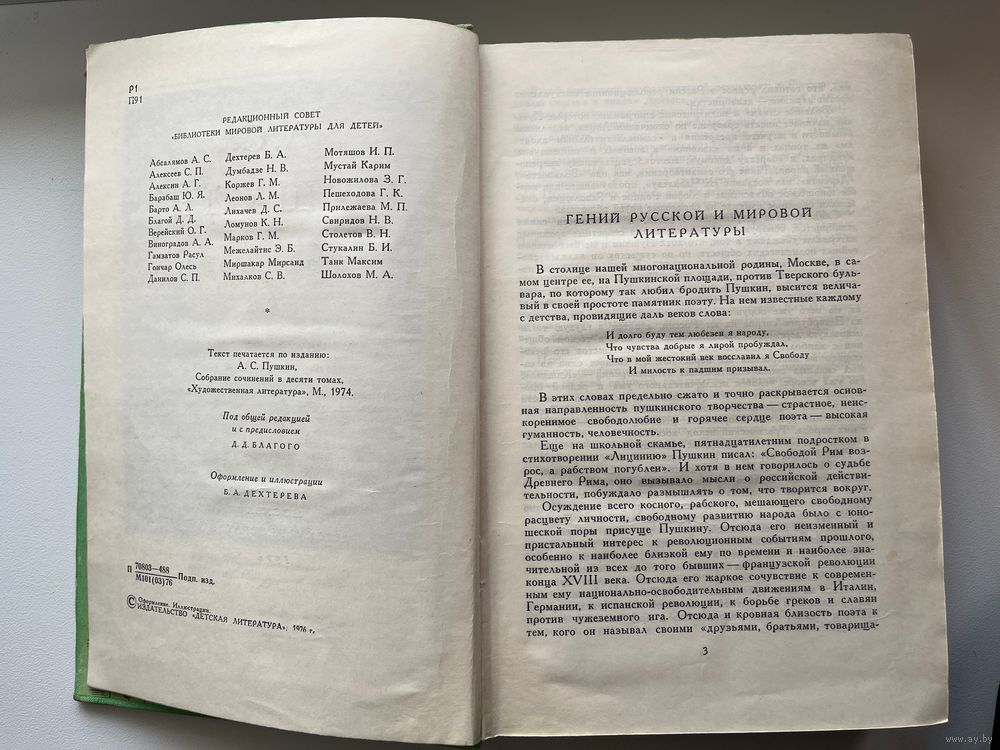 Р1
П91
РЕДАКЦИОННЫЙ СОВЕТ
«БИБЛИОТЕКИ МИРОВОЙ ЛИТЕРАТУРЫ ДЛЯ ДЕТЕЙ»
Абсалямов А. С.
Алексеев С. П.
Алексин А. Г.
Барабаш Ю. Я.
Барто А. Л.
Благой Д. Д.
Верейский О. Г.
Виноградов А. А.
Гамзатов Расул
Гончар Олесь
Данилов С. П.
Дехтерев Б. А.
Думбадзе Н. В.
Коржев Г. М.
Леонов Л. М.
Лихачев Д. С.
Ломунов К. Н.
Марков Г. М.
Межелайтис Э. Б.
Миршакар Мирсаид
Михалков С. В.
Мотяшов И. П.
Мустай Карим
Новожилова З. Г.
Пешеходова Г. К.
Прилежаева М. П.
Свиридов Н. В.
Столетов В. Н.
Стукалин Б. И.
Танк Максим
Шолохов М. А.
*
Текст печатается по изданию:
А. С. Пушкин,
Собрание сочинений в десяти томах,
«Художественная литература», М., 1974.
Под общей редакцией
и с предисловием
Д. Д. БЛАГОГО
Оформление и иллюстрации
Б. А. ДЕХТЕРЕВА
П 70803—488
М101(03)76 Подп. изд.
© Оформление. Иллюстрации.
ИЗДАТЕЛЬСТВО «ДЕТСКАЯ ЛИТЕРАТУРА», 1976 г.
ГЕНИЙ РУССКОЙ И МИРОВОЙ
ЛИТЕРАТУРЫ
В столице нашей многонациональной родины, Москве, в са-
мом центре ее, на Пушкинской площади, против Тверского буль-
вара, по которому так любил бродить Пушкин, высится величa-
вый в своей простоте памятник поэту. На нем известные каждому
с детства, провидящие даль веков слова:
И долго буду тем любезен я народу,
Что чувства добрые я лирой пробуждал,
Что в мой жестокий век восславил я Свободу
И милость к падшим призывал.
В этих словах предельно сжато и точно раскрывается основ-
ная направленность пушкинского творчества — страстное, неис-
коренимое свободолюбие и горячее сердце поэта — высокая
гуманность, человечность.
Еще на школьной скамье, пятнадцатилетним подростком в
стихотворении «Лицинию» Пушкин писал: «Свободой Рим воз-
рос, а рабством погублен». И хотя в нем говорилось о судьбе
Древнего Рима, оно вызывало мысли о российской действи-
тельности, побуждало размышлять о том, что творится вокруг.
Осуждение всего косного, рабского, мешающего свободному
расцвету личности, свободному развитию народа было с юно-
шеской поры присуще Пушкину. Отсюда его неизменный и
пристальный интерес к революционным событиям прошлого,
особенно к наиболее близкой ему по времени и наиболее зна-
чительной из всех до того бывших — французской революции
конца XVIII века. Отсюда его жаркое сочувствие к современ-
ным ему национально-освободительным движениям в Италии,
Германии, к испанской революции, к борьбе греков и славян
против чужеземного ига. Отсюда и кровная близость поэта к
тем, кого он называл своими «друзьями, братьями, товарища-
3
www.ay.by